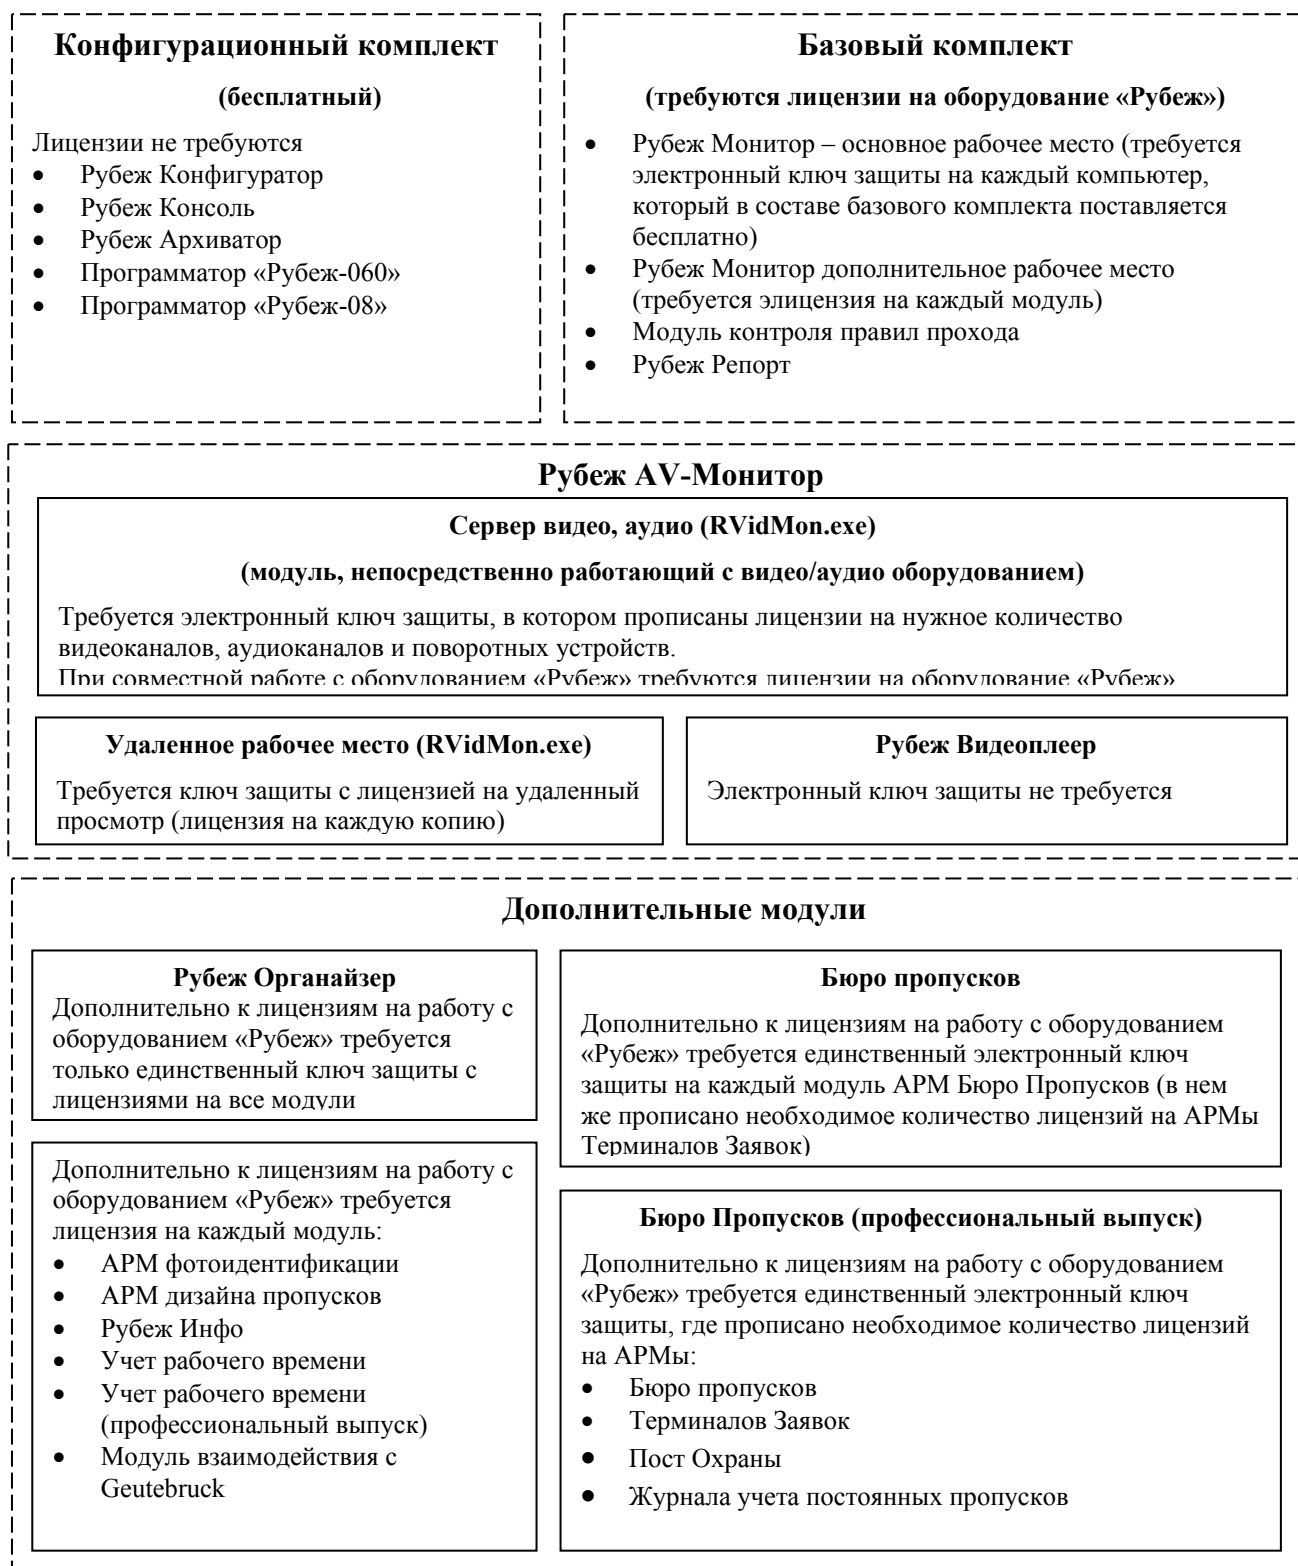 Конфигурационный комплект
(бесплатный)
Лицензии не требуются
• Рубеж Конфигуратор
• Рубеж Консоль
• Рубеж Архиватор
• Программатор «Рубеж-060»
• Программатор «Рубеж-08»
Базовый комплект
(требуются лицензии на оборудование «Рубеж»)
• Рубеж Монитор – основное рабочее место (требуется
электронный ключ защиты на каждый компьютер,
который в составе базового комплекта поставляется
бесплатно)
• Рубеж Монитор дополнительное рабочее место
(требуется элицензия на каждый модуль)
• Модуль контроля правил прохода
• Рубеж Репорт
Рубеж AV-Монитор
Сервер видео, аудио (RVidMon.exe)
(модуль, непосредственно работающий с видео/аудио оборудованием)
Требуется электронный ключ защиты, в котором прописаны лицензии на нужное количество
видеоканалов, аудиоканалов и поворотных устройств.
При совместной работе с оборудованием «Рубеж» требуются лицензии на оборудование «Рубеж»
Удаленное рабочее место (RVidMon.exe)
Требуется ключ защиты с лицензией на удаленный
просмотр (лицензия на каждую копию)
Рубеж Видеоплеер
Электронный ключ защиты не требуется
Дополнительные модули
Рубеж Органайзер
Дополнительно к лицензиям на работу с
оборудованием «Рубеж» требуется
только единственный ключ защиты с
лицензиями на все модули
Дополнительно к лицензиям на работу с
оборудованием «Рубеж» требуется
лицензия на каждый модуль:
• АРМ фотоидентификации
• АРМ дизайна пропусков
• Рубеж Инфо
• Учет рабочего времени
• Учет рабочего времени
(профессиональный выпуск)
• Модуль взаимодействия с
Geutebruck
Бюро пропусков
Дополнительно к лицензиям на работу с оборудованием
«Рубеж» требуется единственный электронный ключ
защиты на каждый модуль АРМ Бюро Пропусков (в нем
же прописано необходимое количество лицензий на АРМы
Терминалов Заявок)
Бюро Пропусков (профессиональный выпуск)
Дополнительно к лицензиям на работу с оборудованием
«Рубеж» требуется единственный электронный ключ
защиты, где прописано необходимое количество лицензий
на АРМы:
• Бюро пропусков
• Терминалов Заявок
• Пост Охраны
• Журнала учета постоянных пропусков